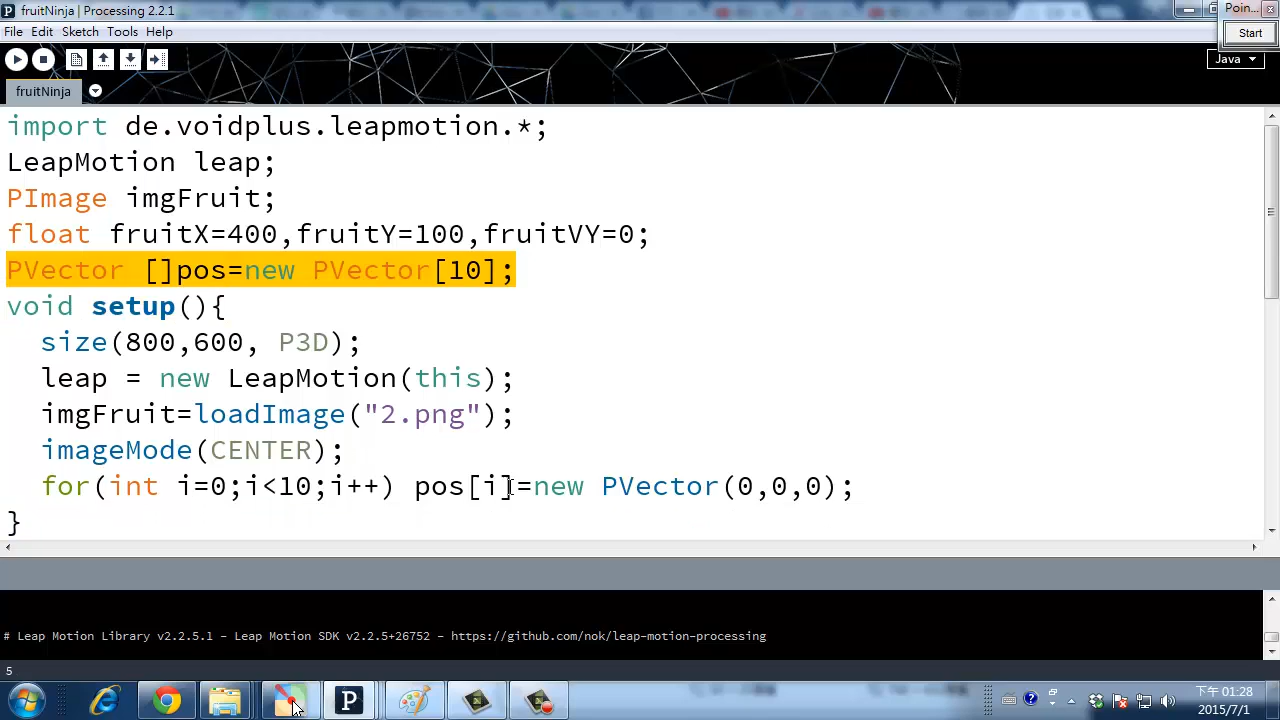 fruitNinja | Processing 2.2.1
Poin...
File Edit Sketch Tools Help
Start
Java
fruitNinja
import de.voidplus.leapmotion.*;
LeapMotion leap;
PImage imgFruit;
float fruitX=400,fruitY=100,fruitVY=0;
PVector []pos=new PVector[10];
void setup(){
size(800,600, P3D);
leap = new LeapMotion(this);
imgFruit=loadImage("2.png");
imageMode(CENTER);
for(int i=0;i<10;i++) pos[i]=new PVector(0,0,0);
}
# Leap Motion Library v2.2.5.1 - Leap Motion SDK v2.2.5+26752 - https://github.com/nok/leap-motion-processing
5
下午 01:28
2015/7/1